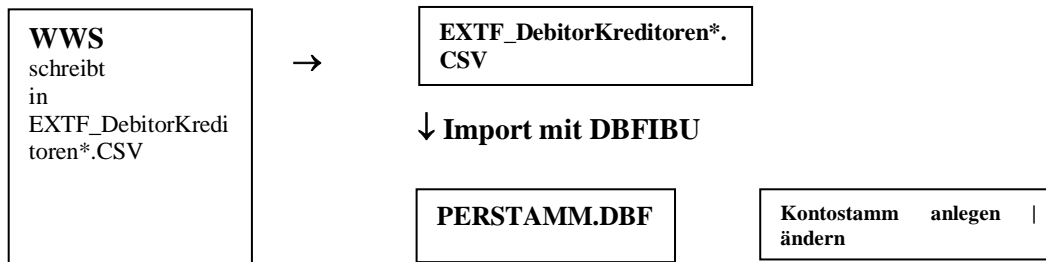 WWS
schreibt
in
EXTF_DebitorKredi
toren*.CSV
→
EXTF_DebitorKreditoren*.
CSV
↓ Import mit DBFIBU
PERSTAMM.DBF
Kontostamm anlegen |
ändern